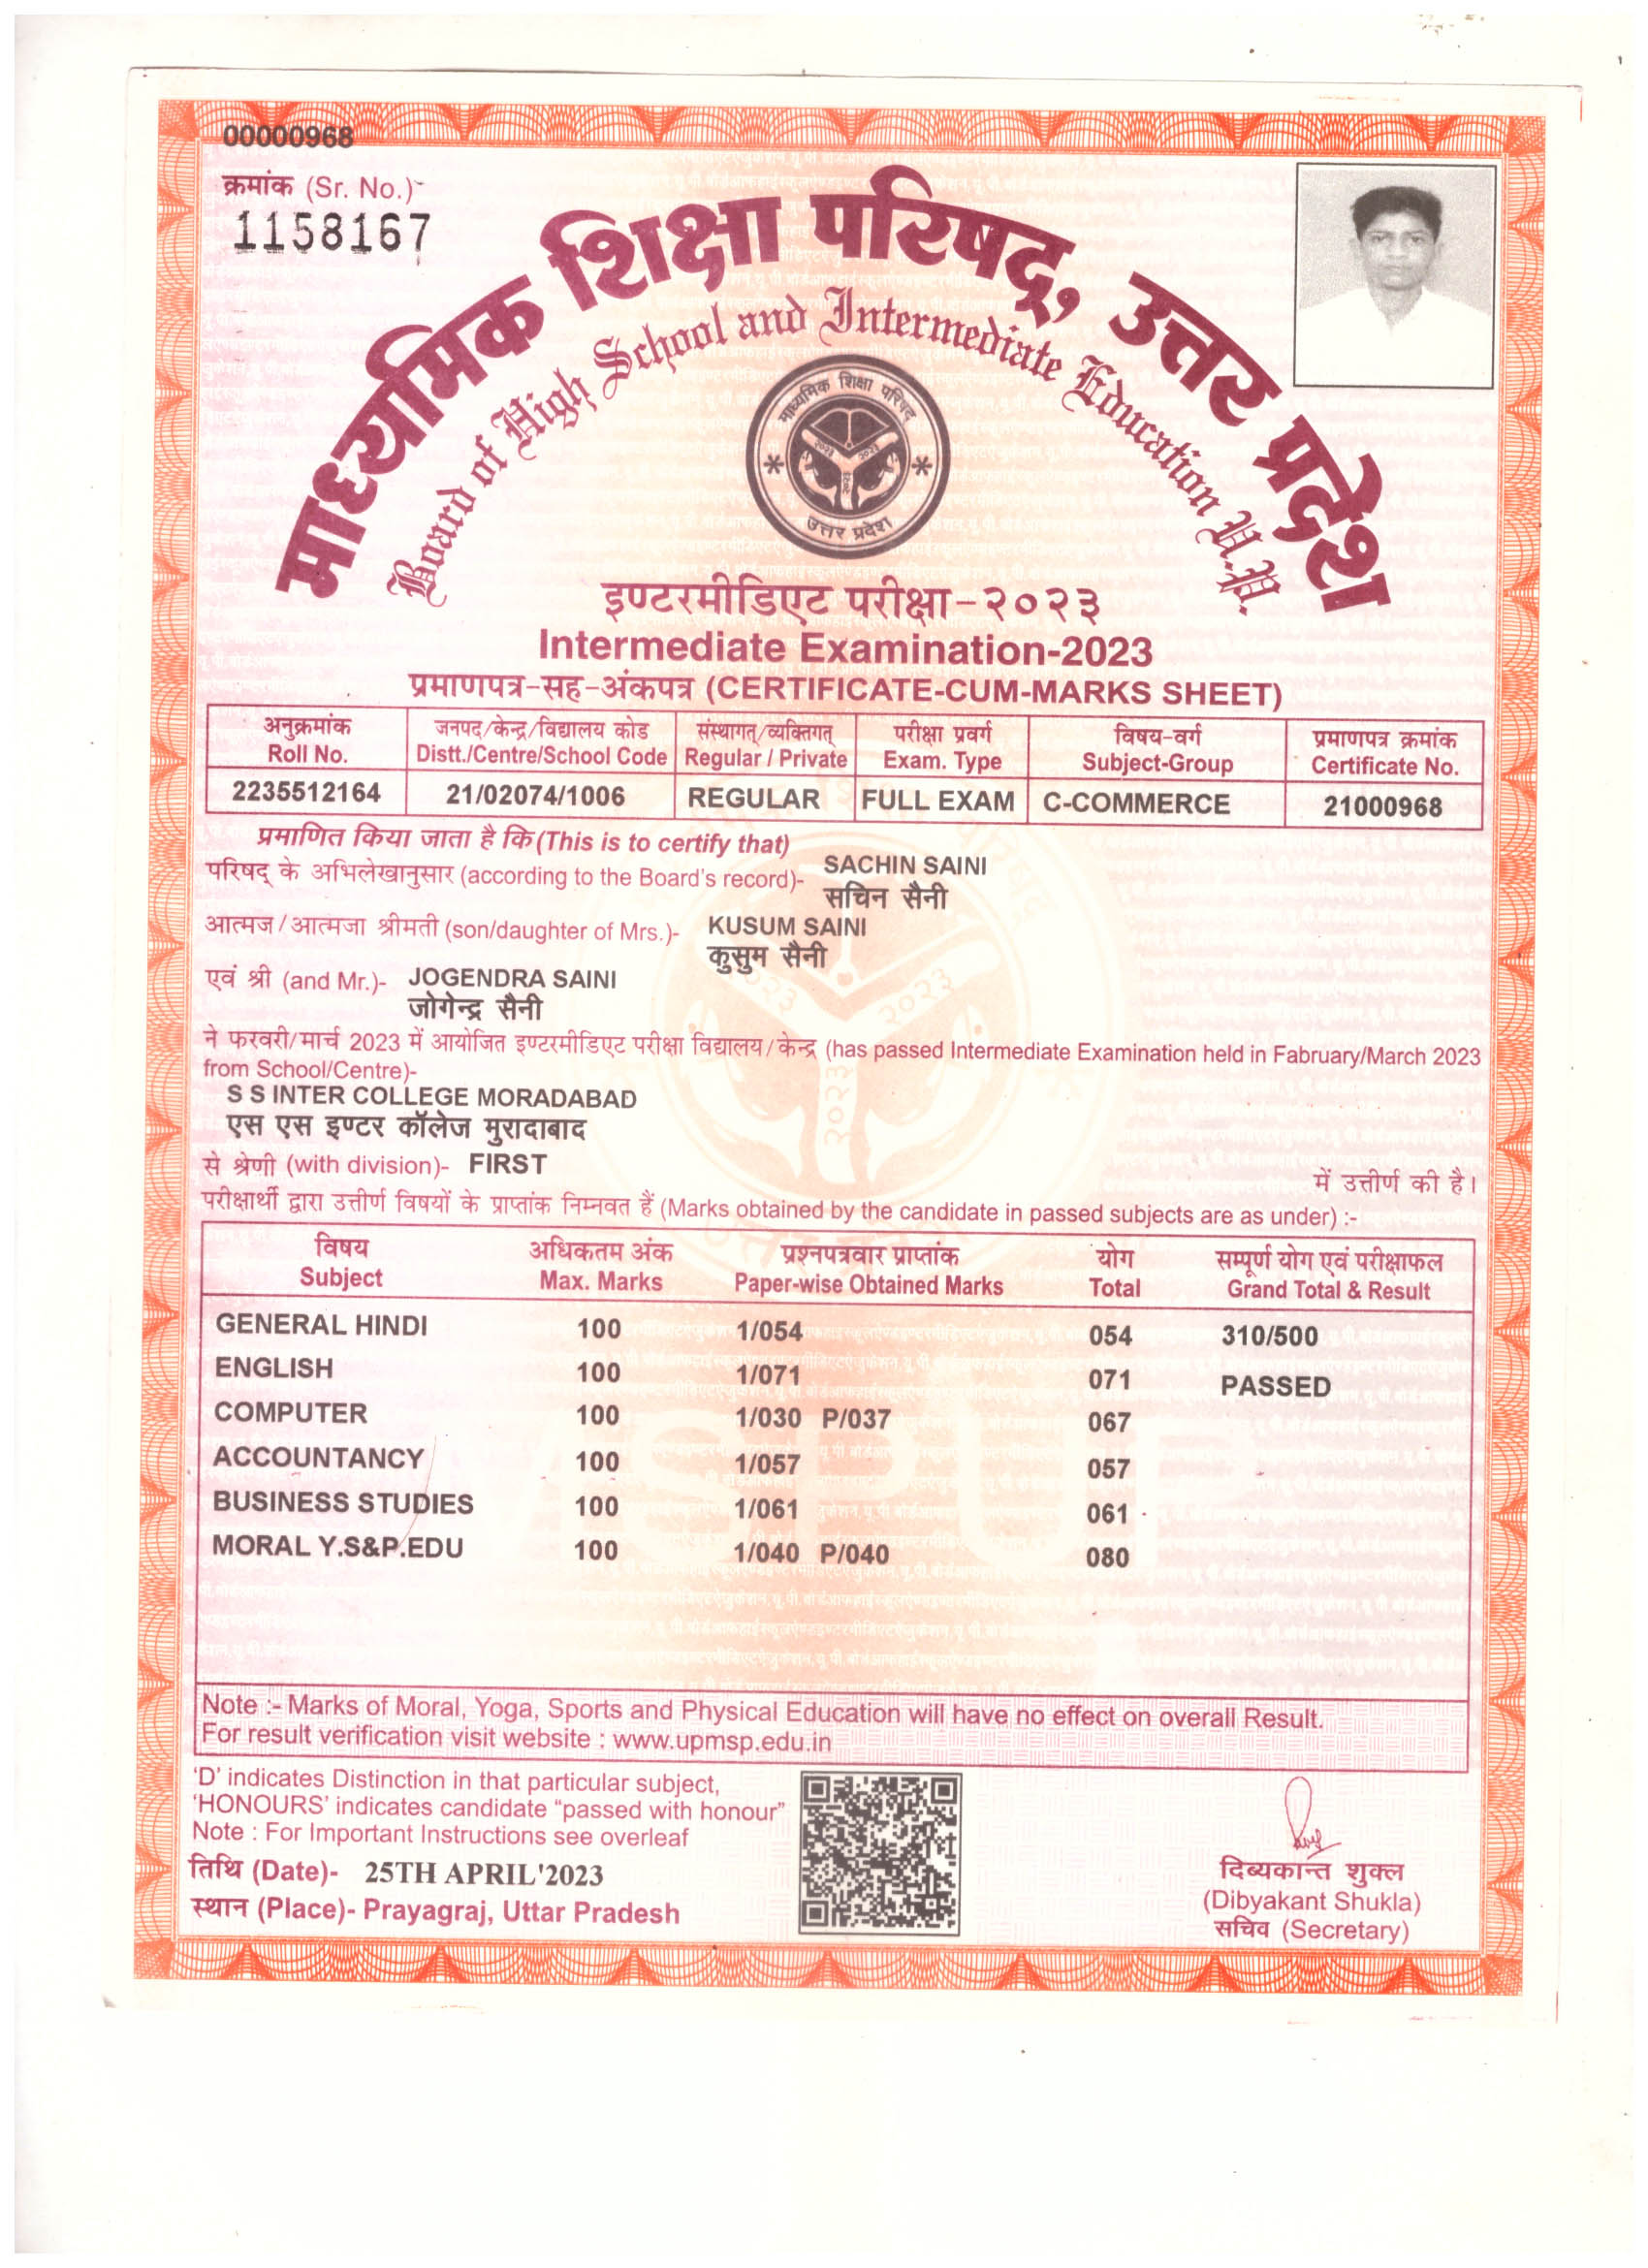 00000968
क्रमांक (Sr. No.)-
1158167
माध्यमिक शिक्षा परिषद्, उत्तर प्रदेश
Board of High School and Intermediate Education U.P.
माध्यमिक शिक्षा परिषद
२०२३ २०२३
२०२३
उत्तर प्रदेश
इण्टरमीडिएट परीक्षा-२०२३
Intermediate Examination-2023
प्रमाणपत्र-सह-अंकपत्र (CERTIFICATE-CUM-MARKS SHEET)
अनुक्रमांक जनपद/केन्द्र/विद्यालय कोड संस्थागत्/व्यक्तिगत् परीक्षा प्रवर्ग विषय-वर्ग प्रमाणपत्र क्रमांक
Roll No. Distt./Centre/School Code Regular / Private Exam. Type Subject-Group Certificate No.
2235512164 21/02074/1006 REGULAR FULL EXAM C-COMMERCE 21000968
प्रमाणित किया जाता है कि (This is to certify that)
परिषद् के अभिलेखानुसार (according to the Board's record)- SACHIN SAINI
सचिन सैनी
आत्मज/आत्मजा श्रीमती (son/daughter of Mrs.)- KUSUM SAINI
कुसुम सैनी
एवं श्री (and Mr.)- JOGENDRA SAINI
जोगेन्द्र सैनी
ने फरवरी/मार्च 2023 में आयोजित इण्टरमीडिएट परीक्षा विद्यालय/केन्द्र (has passed Intermediate Examination held in Fabruary/March 2023
from School/Centre)-
S S INTER COLLEGE MORADABAD
एस एस इण्टर कॉलेज मुरादाबाद
से श्रेणी (with division)- FIRST में उत्तीर्ण की है।
परीक्षार्थी द्वारा उत्तीर्ण विषयों के प्राप्तांक निम्नवत हैं (Marks obtained by the candidate in passed subjects are as under) :-
विषय अधिकतम अंक प्रश्नपत्रवार प्राप्तांक योग सम्पूर्ण योग एवं परीक्षाफल
Subject Max. Marks Paper-wise Obtained Marks Total Grand Total & Result
GENERAL HINDI 100 1/054 054 310/500
ENGLISH 100 1/071 071 PASSED
COMPUTER 100 1/030 P/037 067
ACCOUNTANCY 100 1/057 057
BUSINESS STUDIES 100 1/061 061
MORAL Y.S&P.EDU 100 1/040 P/040 080
Note :- Marks of Moral, Yoga, Sports and Physical Education will have no effect on overall Result.
For result verification visit website : www.upmsp.edu.in
'D' indicates Distinction in that particular subject,
'HONOURS' indicates candidate "passed with honour"
Note : For Important Instructions see overleaf
तिथि (Date)- 25TH APRIL'2023
स्थान (Place)- Prayagraj, Uttar Pradesh
दिब्यकान्त शुक्ल
(Dibyakant Shukla)
सचिव (Secretary)